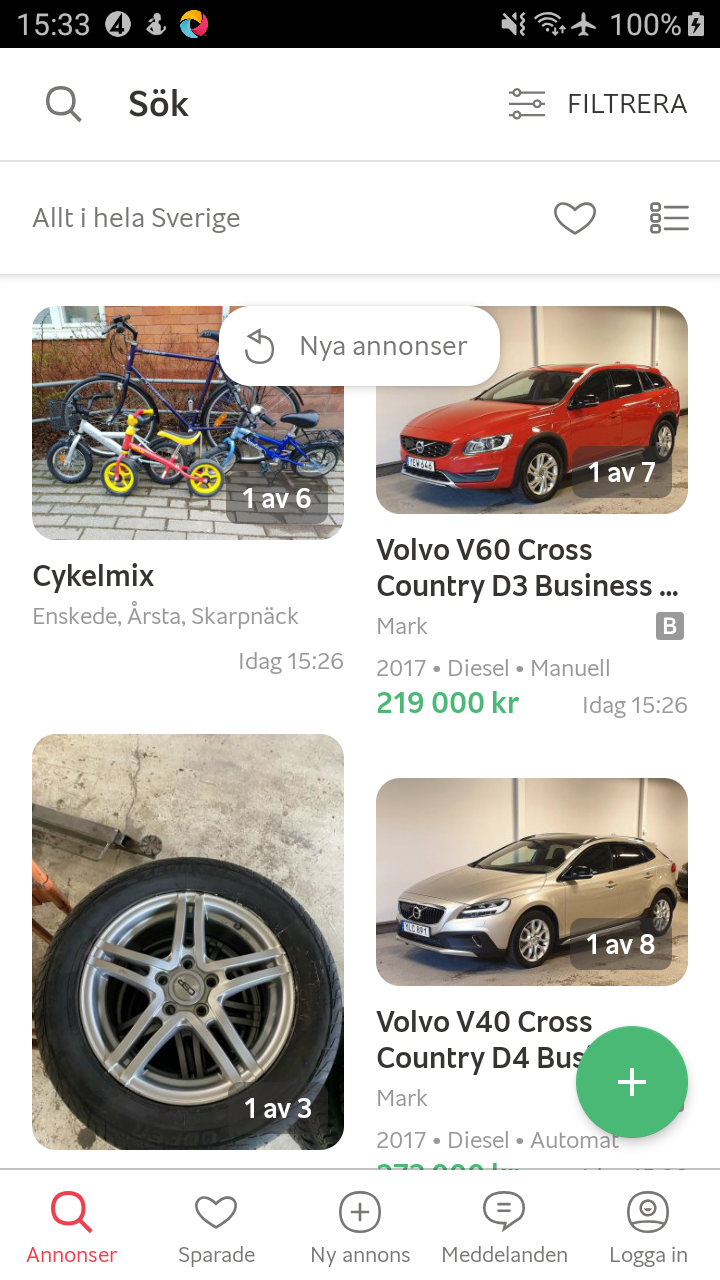 15:33
100%
Sök
FILTRERA
Allt i hela Sverige
Nya annonser
1 av 6
1 av 7
Cykelmix
Enskede, Årsta, Skarpnäck
Idag 15:26
Volvo V60 Cross
Country D3 Business ...
Mark
B
2017 • Diesel • Manuell
219 000 kr
Idag 15:26
1 av 3
1 av 8
Volvo V40 Cross
Country D4 Bus
Mark
2017 • Diesel • Automat
Annonser
Sparade
Ny annons
Meddelanden
Logga in